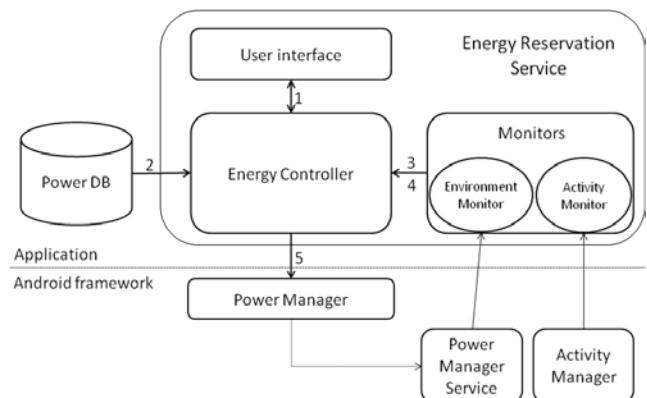 Energy Reservation
Service
User interface
1
Monitors
Power DB
2
Energy Controller
3
4
Environment
Monitor
Activity
Monitor
Application
5
Android framework
Power Manager
Power
Manager
Service
Activity
Manager